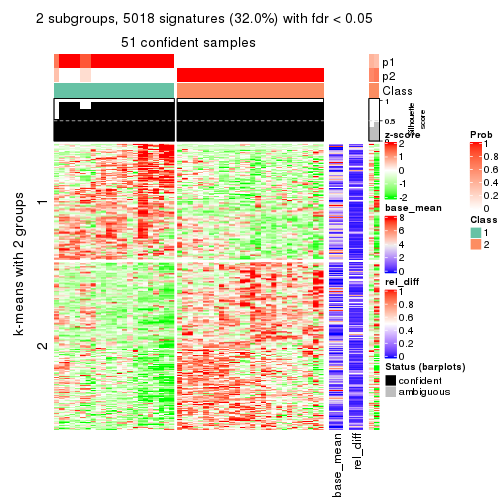 2 subgroups, 5018 signatures (32.0%) with fdr < 0.05
51 confident samples
p1
p2
Class
1
0.5
0
Silhouette
score
k-means with 2 groups
1
2
z-score
2
1
0
-1
-2
base_mean
8
6
4
2
0
rel_diff
1
0.8
0.6
0.4
0.2
0
Status (barplots)
confident
ambiguous
Prob
1
0.8
0.6
0.4
0.2
0
Class
1
2
base_mean
rel_diff